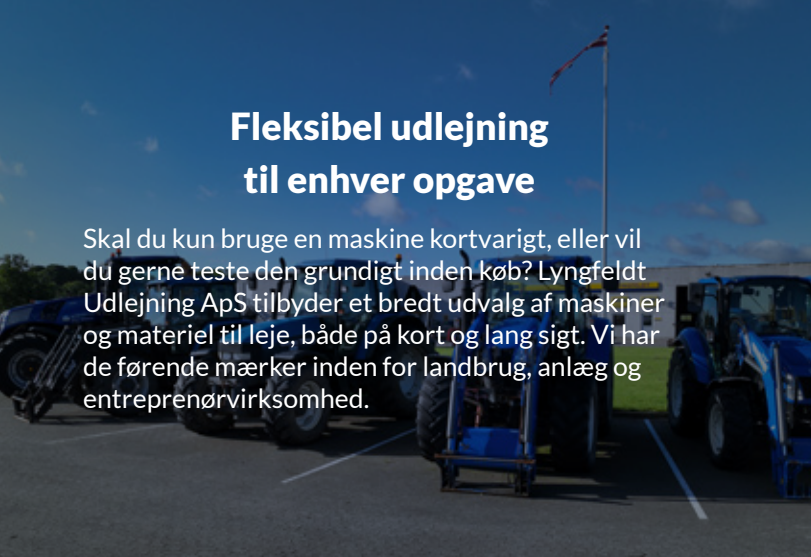 Fleksibel udlejning
til enhver opgave
Skal du kun bruge en maskine kortvarigt, eller vil
du gerne teste den grundigt inden køb? Lyngfeldt
Udlejning ApS tilbyder et bredt udvalg af maskiner
og materiel til leje, både på kort og lang sigt. Vi har
de førende mærker inden for landbrug, anlæg og
entreprenørvirksomhed.